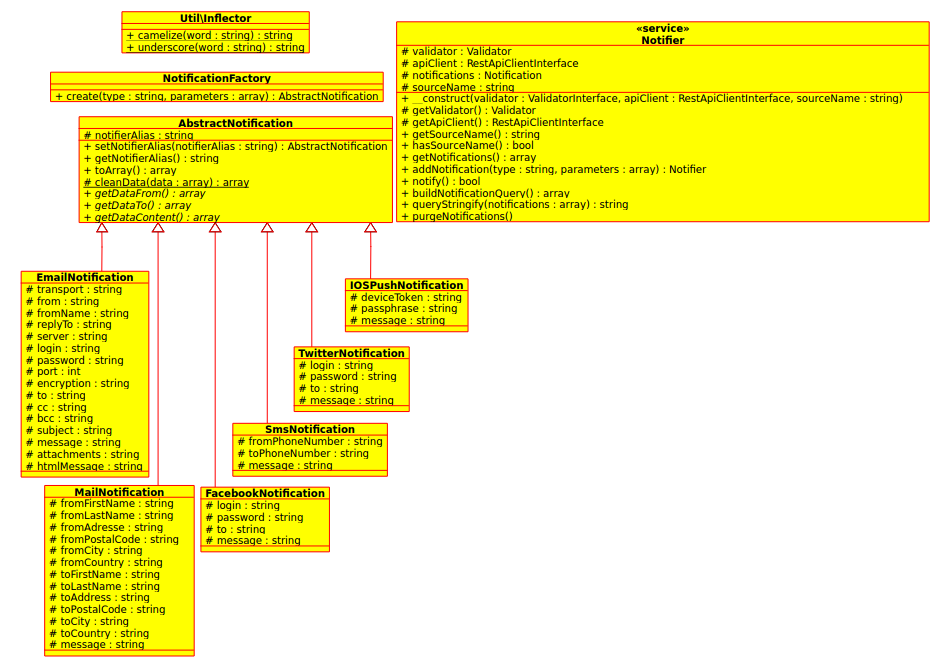 Util\Inflector
+ camelize(word : string) : string
+ underscore(word : string) : string
«service»
Notifier
# validator : Validator
# apiClient : RestApiClientInterface
# notifications : Notification
# sourceName : string
+ __construct(validator : ValidatorInterface, apiClient : RestApiClientInterface, sourceName : string)
# getValidator() : Validator
# getApiClient() : RestApiClientInterface
+ getSourceName() : string
+ hasSourceName() : bool
+ getNotifications() : array
+ addNotification(type : string, parameters : array) : Notifier
+ notify() : bool
+ buildNotificationQuery() : array
+ queryStringify(notifications : array) : string
+ purgeNotifications()
NotificationFactory
+ create(type : string, parameters : array) : AbstractNotification
AbstractNotification
# notifierAlias : string
+ setNotifierAlias(notifierAlias : string) : AbstractNotification
+ getNotifierAlias() : string
+ toArray() : array
# cleanData(data : array) : array
+ getDataFrom() : array
+ getDataTo() : array
+ getDataContent() : array
EmailNotification
# transport : string
# from : string
# fromName : string
# replyTo : string
# server : string
# login : string
# password : string
# port : int
# encryption : string
# to : string
# cc : string
# bcc : string
# subject : string
# message : string
# attachments : string
# htmlMessage : string
IOSPushNotification
# deviceToken : string
# passphrase : string
# message : string
TwitterNotification
# login : string
# password : string
# to : string
# message : string
SmsNotification
# fromPhoneNumber : string
# toPhoneNumber : string
# message : string
MailNotification
# fromFirstName : string
# fromLastName : string
# fromAdresse : string
# fromPostalCode : string
# fromCity : string
# fromCountry : string
# toFirstName : string
# toLastName : string
# toAddress : string
# toPostalCode : string
# toCity : string
# toCountry : string
# message : string
FacebookNotification
# login : string
# password : string
# to : string
# message : string